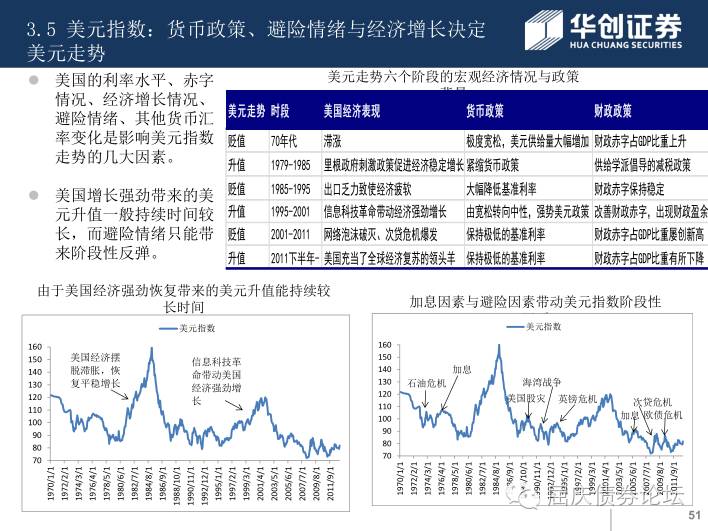 3.5 美元指数：货币政策、避险情绪与经济增长决定
美元走势
华创证券
HUA CHUANG SECURITIES
美国的利率水平、赤字
情况、经济增长情况、
避险情绪、其他货币汇
率变化是影响美元指数
走势的几大因素。
美国增长强劲带来的美
元升值一般持续时间较
长，而避险情绪只能带
来阶段性反弹。
美元走势六个阶段的宏观经济情况与政策
美元走势 时段 美国经济表现 货币政策 财政政策
贬值 70年代 滞涨 极度宽松，美元供给量大幅增加 财政赤字占GDP比重上升
升值 1979-1985 里根政府刺激政策促进经济稳定增长 紧缩货币政策 供给学派倡导的减税政策
贬值 1985-1995 出口乏力致使经济疲软 大幅降低基准利率 财政赤字保持稳定
升值 1995-2001 信息科技革命带动经济强劲增长 由宽松转向中性，强势美元政策 改善财政赤字，出现财政盈余
贬值 2001-2011 网络泡沫破灭、次贷危机爆发 保持极低的基准利率 财政赤字占GDP比重屡创新高
升值 2011下半年- 美国充当了全球经济复苏的领头羊 保持极低的基准利率 财政赤字占GDP比重有所下降
由于美国经济强劲恢复带来的美元升值能持续较
长时间
美元指数
160
150
140
130
120
110
100
90
80
70
美国经济摆
脱滞胀，恢
复平稳增长
信息科技革
命带动美国
经济强劲增
长
1970/1/1
1972/2/1
1974/3/1
1976/4/1
1978/5/1
1980/6/1
1982/7/1
1984/8/1
1986/9/1
1988/10/1
1990/11/1
1992/12/1
1995/1/1
1997/2/1
1999/3/1
2001/4/1
2003/5/1
2005/6/1
2007/7/1
2009/8/1
2011/9/1
加息因素与避险因素带动美元指数阶段性
美元指数
160
150
140
130
120
110
100
90
80
70
石油危机
加息
美国股灾
海湾战争
英镑危机
次贷危机
加息
欧债危机
1970/1/1
1972/2/1
1974/3/1
1976/4/1
1978/5/1
1980/6/1
1982/7/1
1984/8/1
1986/9/1
1990/11/1
1992/12/1
1995/1/1
1997/2/1
1999/3/1
2001/4/1
2003/5/1
2005/6/1
2007/7/1
2009/8/1
2011/9/1
屈庆债券论坛
51